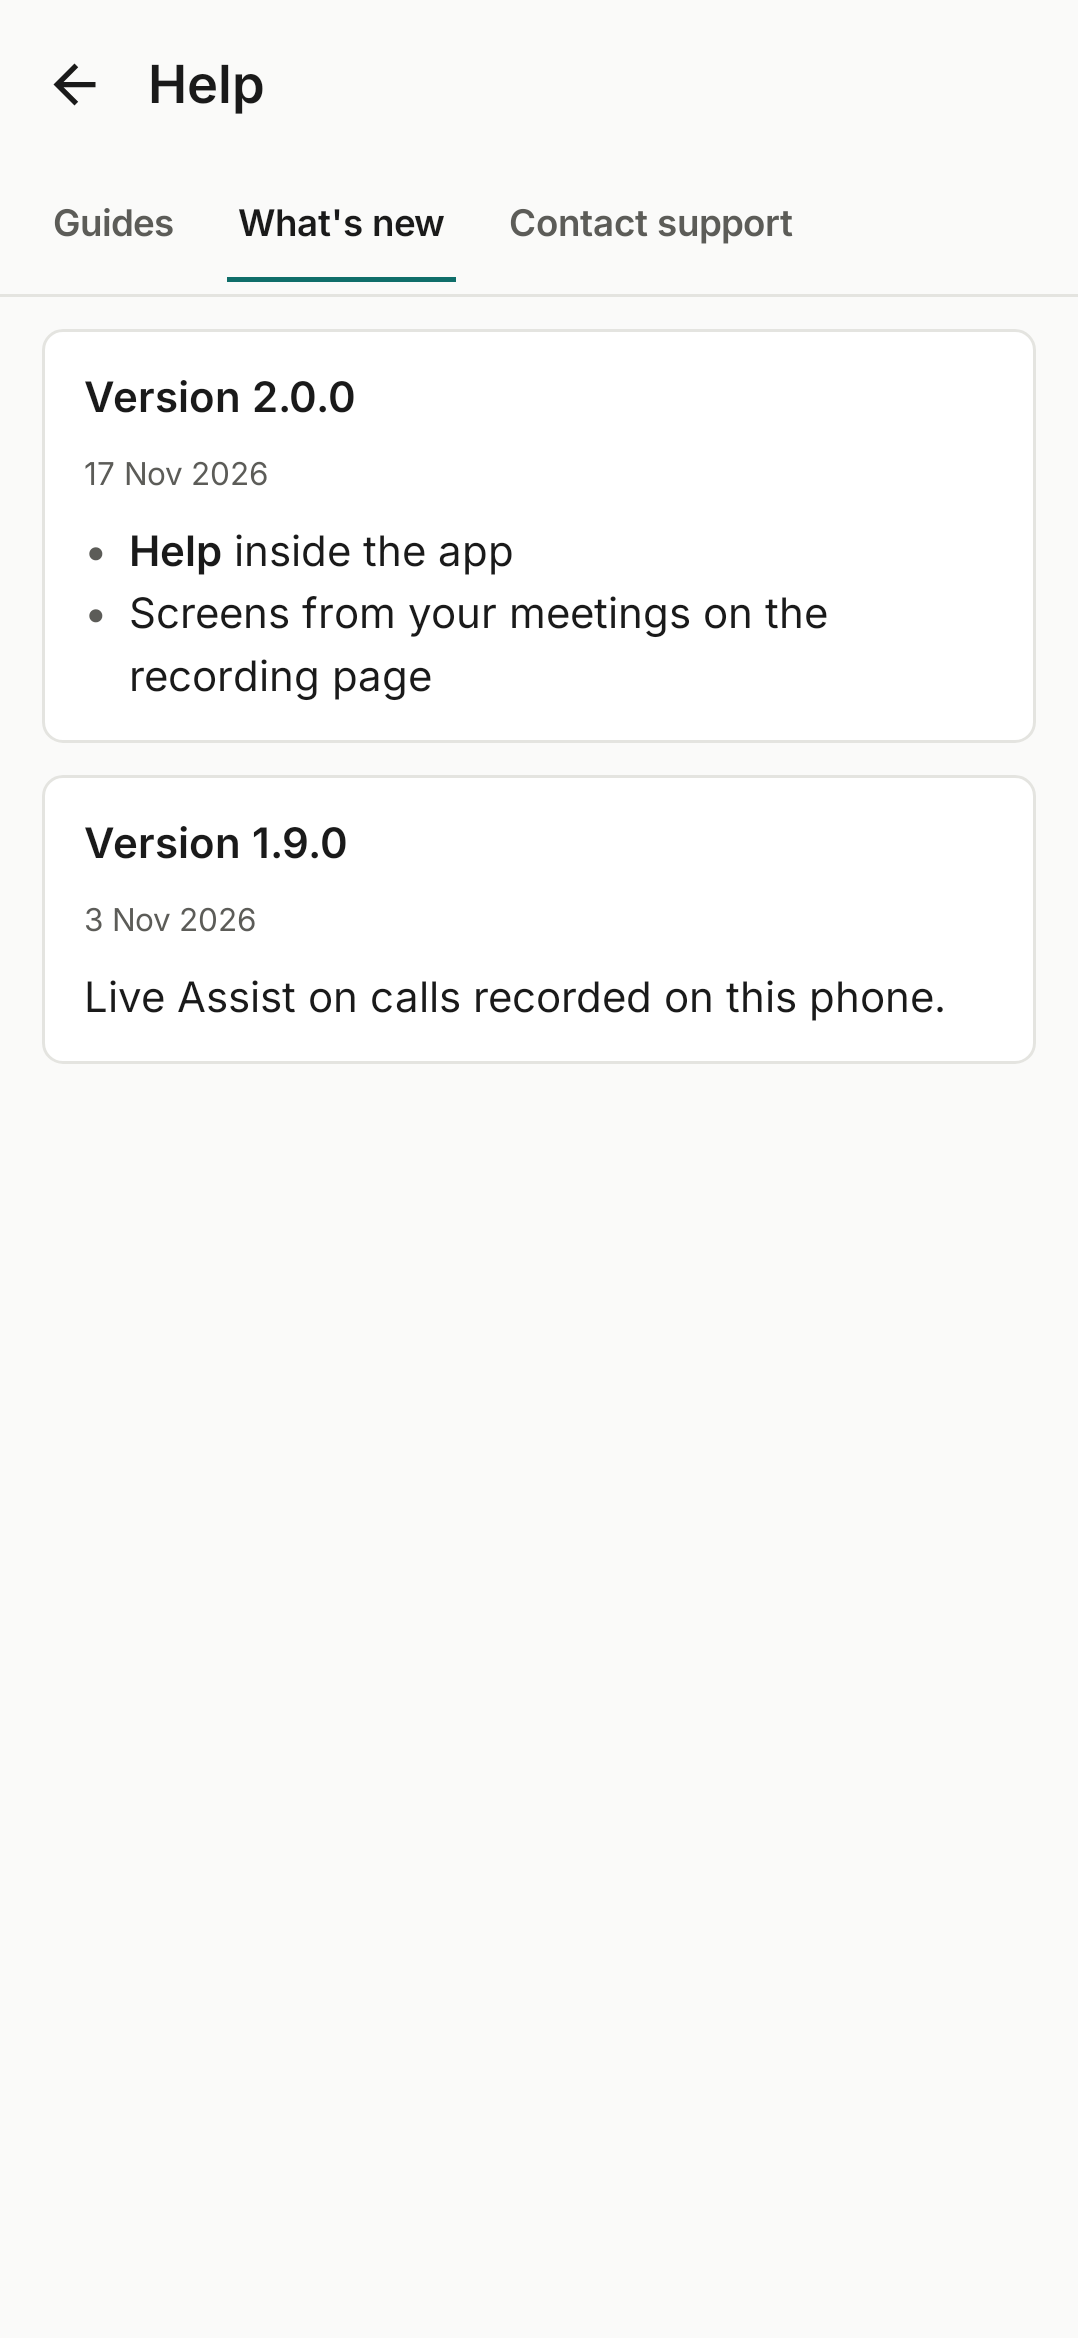 Help
Guides
What's new
Contact support
Version 2.0.0
17 Nov 2026
• Help inside the app
• Screens from your meetings on the
recording page
Version 1.9.0
3 Nov 2026
Live Assist on calls recorded on this phone.